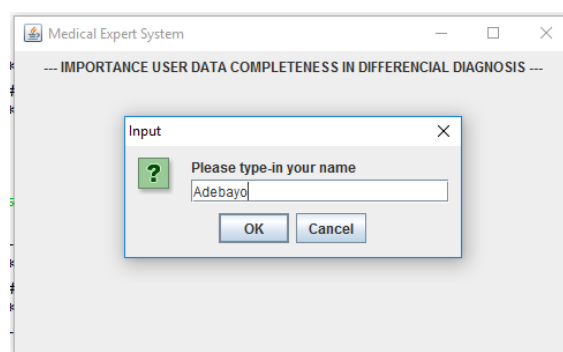 Medical Expert System
--- IMPORTANCE USER DATA COMPLETENESS IN DIFFERENCIAL DIAGNOSIS ---
Input
?
Please type-in your name
Adebayo
OK Cancel